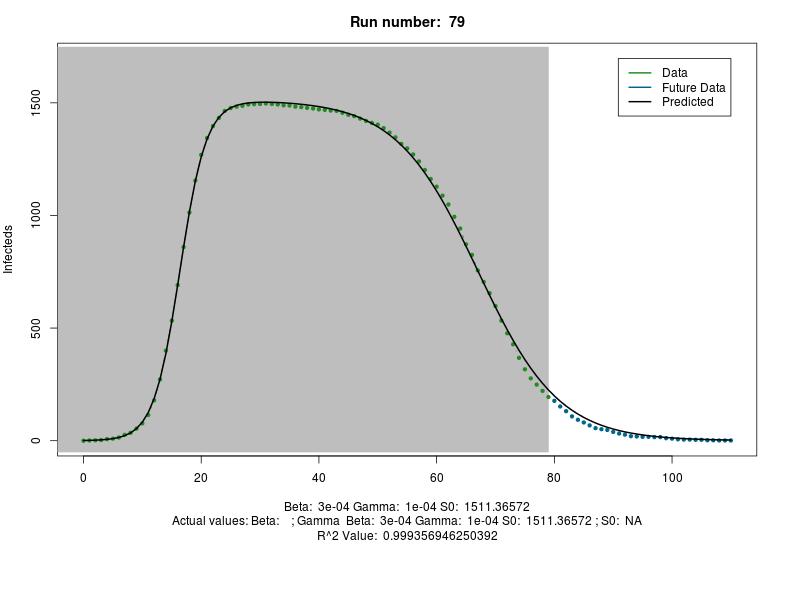 Run number: 79
Data
Future Data
Predicted
1500
1000
500
0
Infecteds
0 20 40 60 80 100
Beta: 3e-04 Gamma: 1e-04 S0: 1511.36572
Actual values: Beta: ; Gamma Beta: 3e-04 Gamma: 1e-04 S0: 1511.36572 ; S0: NA
R^2 Value: 0.999356946250392